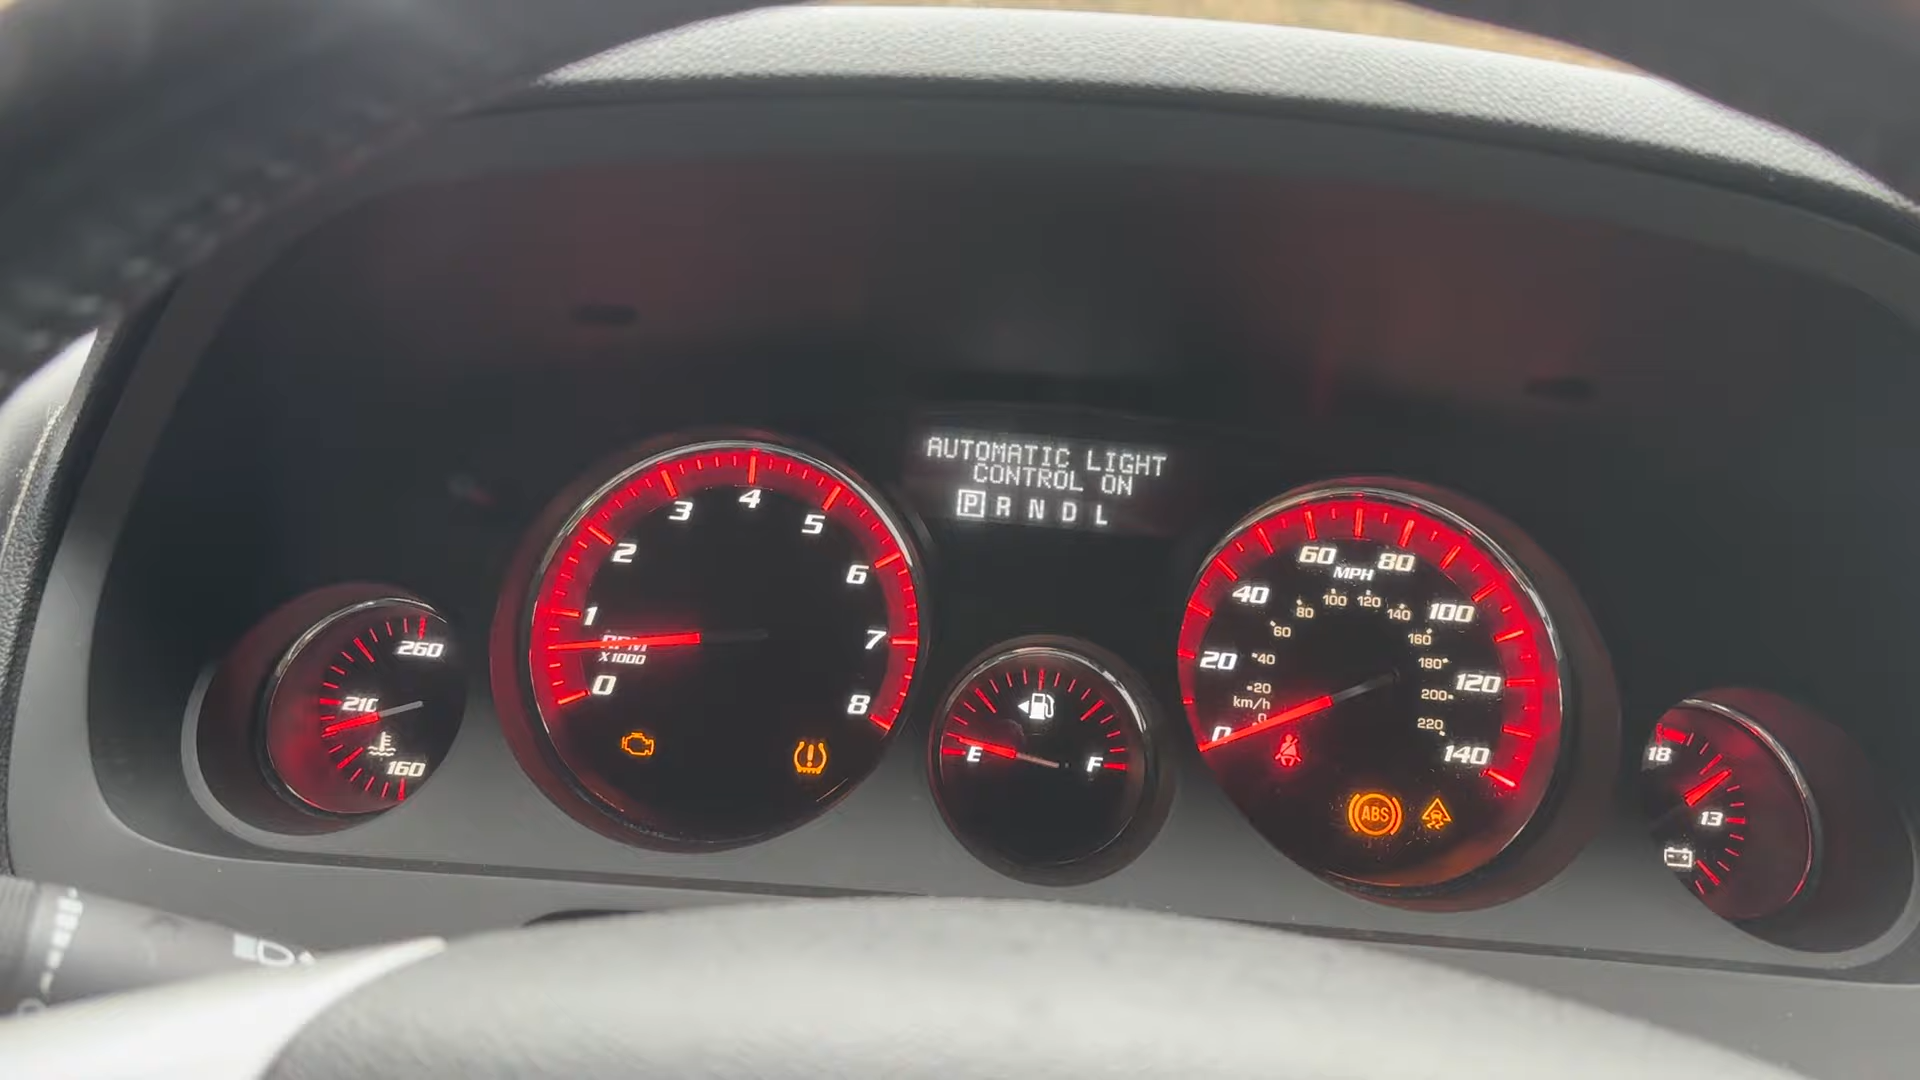 AUTOMATIC LIGHT
CONTROL ON
P R N D L
0 1 2 3 4 5 6 7 8
RPM
X1000
260
210
160
E F
0 20 40 60 80 100 120 140
MPH
km/h
0 20 40 60 80 100 120 140 160 180 200 220
ABS
18
13